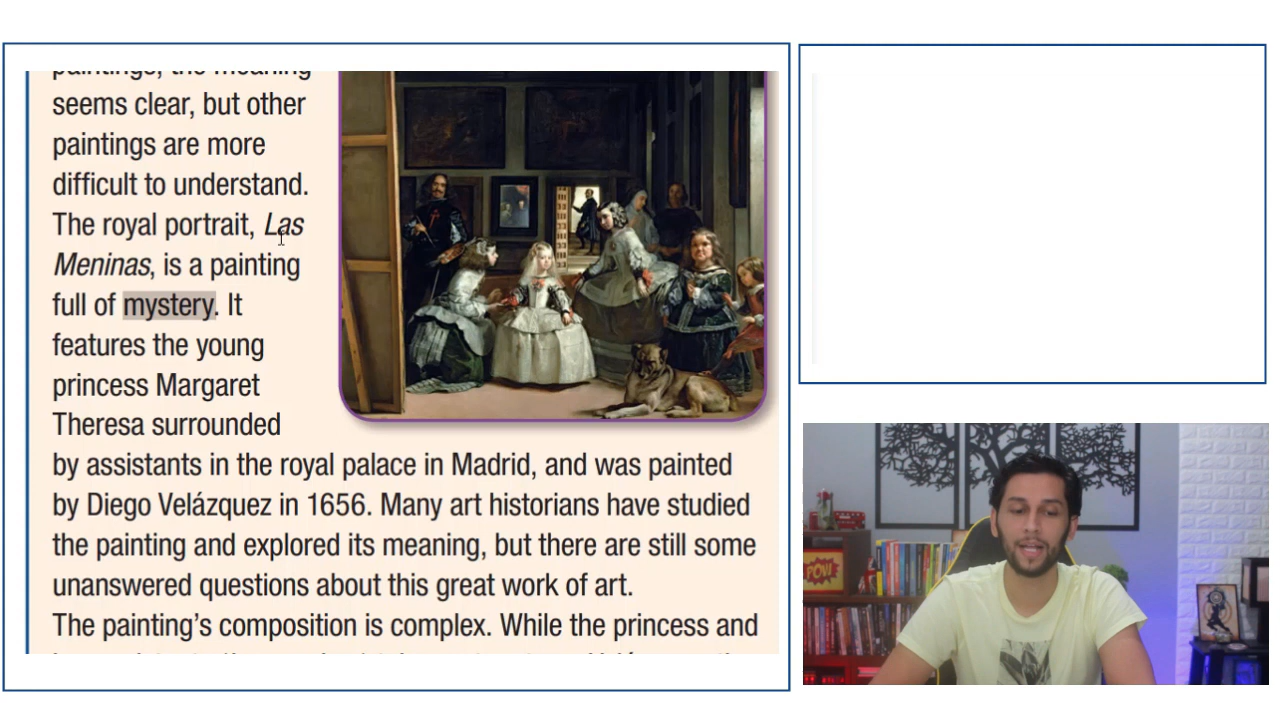 paintings, the meaning
seems clear, but other
paintings are more
difficult to understand.
The royal portrait, Las
Meninas, is a painting
full of mystery. It
features the young
princess Margaret
Theresa surrounded
by assistants in the royal palace in Madrid, and was painted
by Diego Velázquez in 1656. Many art historians have studied
the painting and explored its meaning, but there are still some
unanswered questions about this great work of art.
The painting's composition is complex. While the princess and
POW!